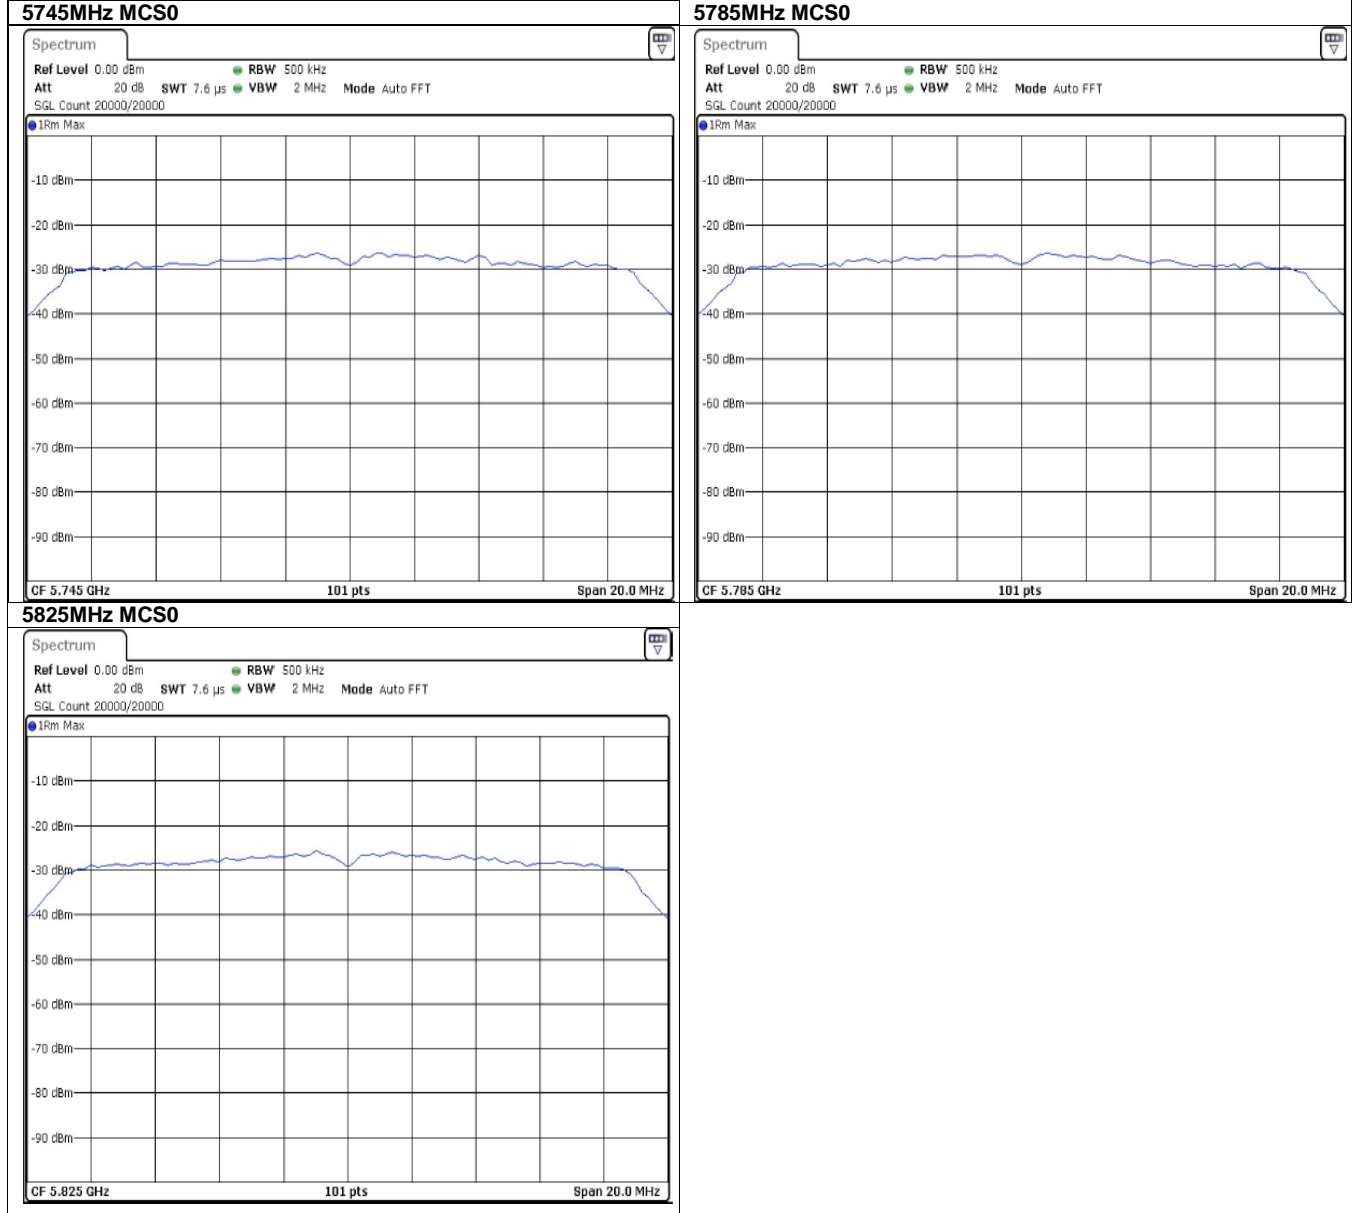 5745MHz MCS0
Spectrum
Ref Level 0.00 dBm RBW 500 kHz
Att 20 dB SWT 7.6 µs VBW 2 MHz Mode Auto FFT
SGL Count 20000/20000
1Rm Max
-10 dBm
-20 dBm
-30 dBm
-40 dBm
-50 dBm
-60 dBm
-70 dBm
-80 dBm
-90 dBm
CF 5.745 GHz 101 pts Span 20.0 MHz
5785MHz MCS0
Spectrum
Ref Level 0.00 dBm RBW 500 kHz
Att 20 dB SWT 7.6 µs VBW 2 MHz Mode Auto FFT
SGL Count 20000/20000
1Rm Max
-10 dBm
-20 dBm
-30 dBm
-40 dBm
-50 dBm
-60 dBm
-70 dBm
-80 dBm
-90 dBm
CF 5.785 GHz 101 pts Span 20.0 MHz
5825MHz MCS0
Spectrum
Ref Level 0.00 dBm RBW 500 kHz
Att 20 dB SWT 7.6 µs VBW 2 MHz Mode Auto FFT
SGL Count 20000/20000
1Rm Max
-10 dBm
-20 dBm
-30 dBm
-40 dBm
-50 dBm
-60 dBm
-70 dBm
-80 dBm
-90 dBm
CF 5.825 GHz 101 pts Span 20.0 MHz